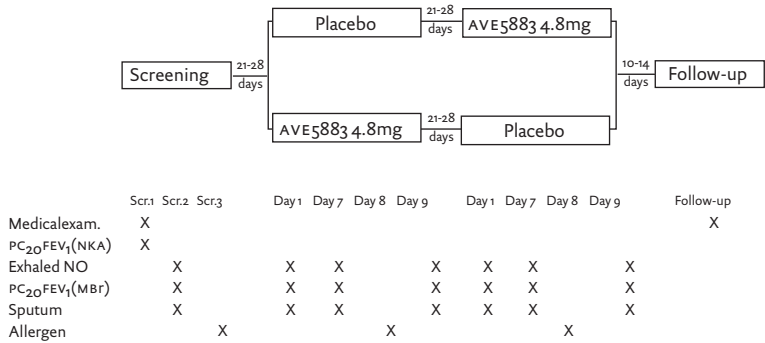 Placebo 21-28 days AVE5883 4.8mg
Screening 21-28 days 10-14 days Follow-up
AVE5883 4.8mg 21-28 days Placebo
Scr.1 Scr.2 Scr.3 Day 1 Day 7 Day 8 Day 9 Day 1 Day 7 Day 8 Day 9 Follow-up
Medicalexam. X X
PC20FEV1(NKA) X
Exhaled NO X X X X X X X
PC20FEV1(MBr) X X X X X X X
Sputum X X X X X X X
Allergen X X X